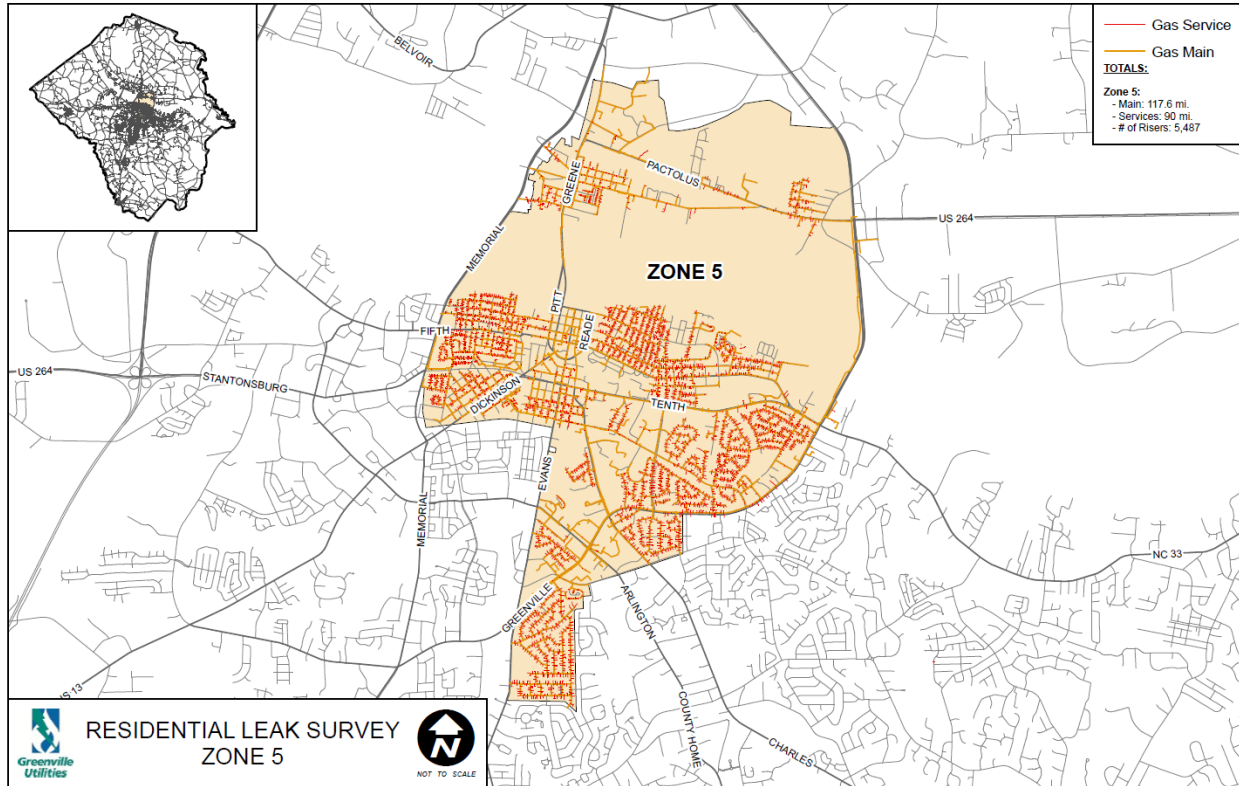 Gas Service
Gas Main
TOTALS:
Zone 5:
- Main: 117.6 mi.
- Services: 90 mi.
- # of Risers: 5,487
BELVOIR
GREENE
PACTOLUS
US 264
MEMORIAL
ZONE 5
PITT
READE
FIFTH
US 264
STANTONSBURG
DICKINSON
TENTH
EVANS
MEMORIAL
NC 33
GREENVILLE
ARLINGTON
US 13
COUNTY HOME
CHARLES
Greenville
Utilities
RESIDENTIAL LEAK SURVEY
ZONE 5
N
NOT TO SCALE